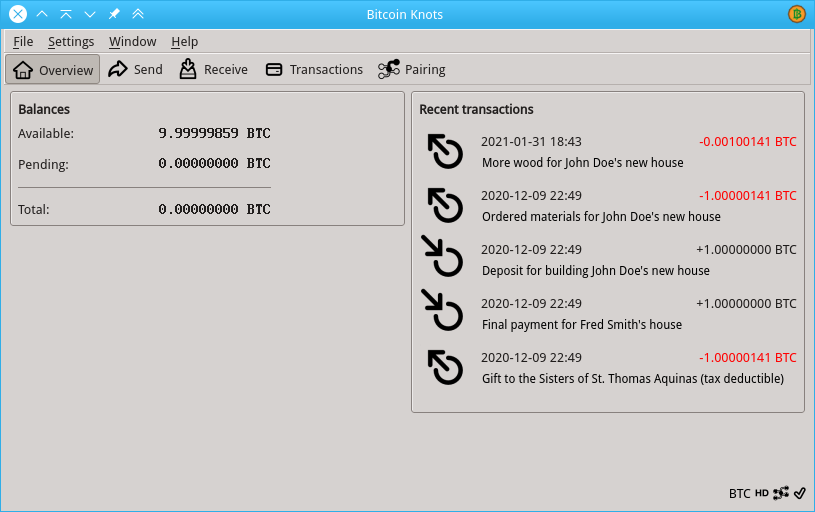 Bitcoin Knots
File Settings Window Help
Overview Send Receive Transactions Pairing
Balances
Available: 9.99999859 BTC
Pending: 0.00000000 BTC
Total: 0.00000000 BTC
Recent transactions
2021-01-31 18:43 -0.00100141 BTC
More wood for John Doe's new house
2020-12-09 22:49 -1.00000141 BTC
Ordered materials for John Doe's new house
2020-12-09 22:49 +1.00000000 BTC
Deposit for building John Doe's new house
2020-12-09 22:49 +1.00000000 BTC
Final payment for Fred Smith's house
2020-12-09 22:49 -1.00000141 BTC
Gift to the Sisters of St. Thomas Aquinas (tax deductible)
BTC HD